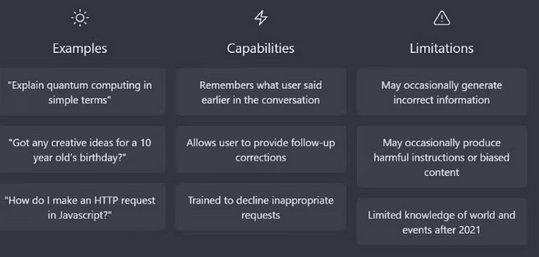 Examples
"Explain quantum computing in
simple terms"
"Got any creative ideas for a 10
year old's birthday?"
"How do I make an HTTP request
in Javascript?"
Capabilities
Remembers what user said
earlier in the conversation
Allows user to provide follow-up
corrections
Trained to decline inappropriate
requests
Limitations
May occasionally generate
incorrect information
May occasionally produce
harmful instructions or biased
content
Limited knowledge of world and
events after 2021